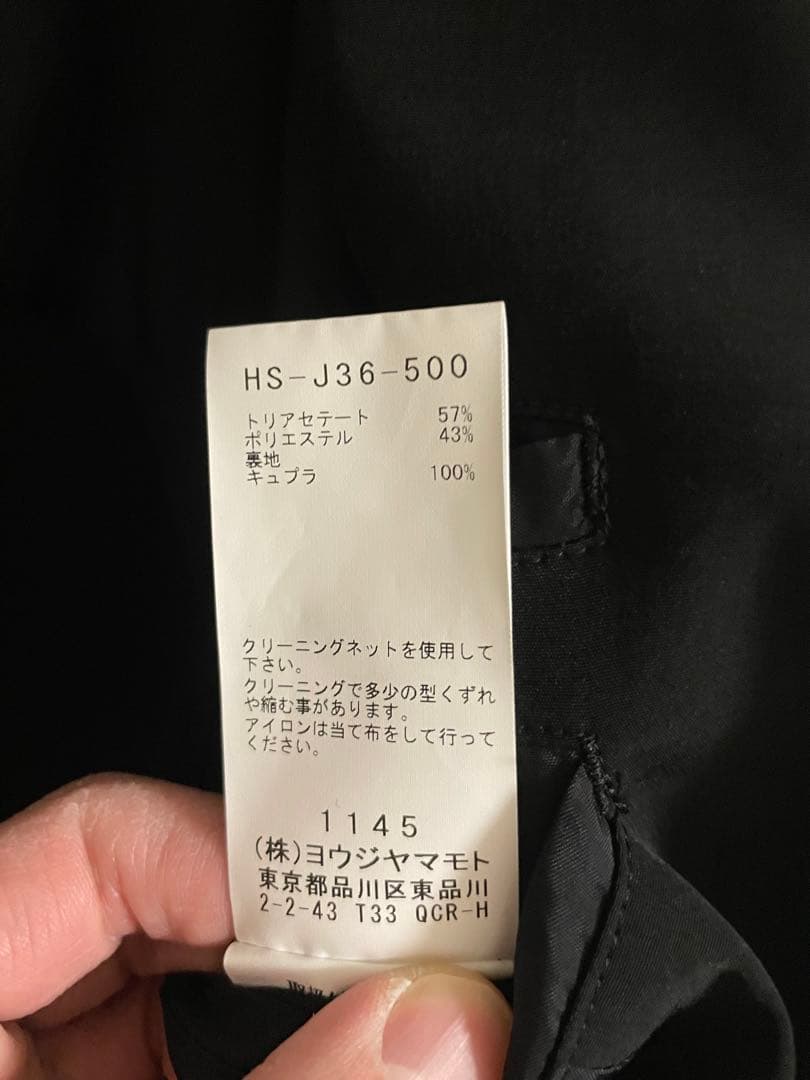 HS-J36-500
トリアセテート 57%
ポリエステル 43%
裏地
キュプラ 100%
クリーニングネットを使用して
下さい。
クリーニングで多少の型くずれ
や縮む事があります。
アイロンは当て布をして行って
ください。
1145
(株)ヨウジヤマモト
東京都品川区東品川
2-2-43 T33 QCR-H